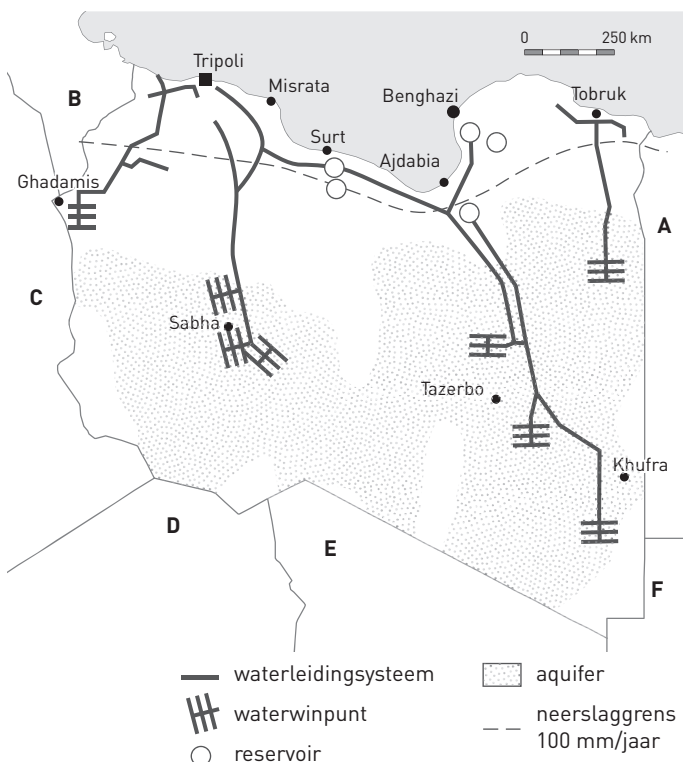 0 250 km
Tripoli
Misrata
B
Benghazi
Tobruk
Surt
Ajdabia
Ghadamis
A
C
Sabha
Tazerbo
Khufra
D
E
F
waterleidingsysteem
aquifer
waterwinpunt
neerslaggrens
100 mm/jaar
reservoir